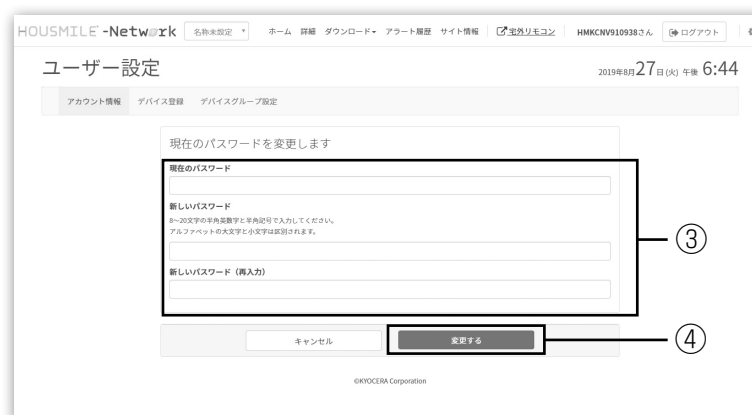 HOUSMILE -Network 名称未設定 ホーム 詳細 ダウンロード アラート履歴 サイト情報 宅外リモコン HMKCNV910938さん ログアウト
ユーザー設定
2019年8月27日(火) 午後 6:44
アカウント情報 デバイス登録 デバイスグループ設定
現在のパスワードを変更します
現在のパスワード
新しいパスワード
8～20文字の半角英数字と半角記号で入力してください。
アルファベットの大文字と小文字は区別されます。
③
新しいパスワード（再入力）
キャンセル 変更する
④
©KYOCERA Corporation